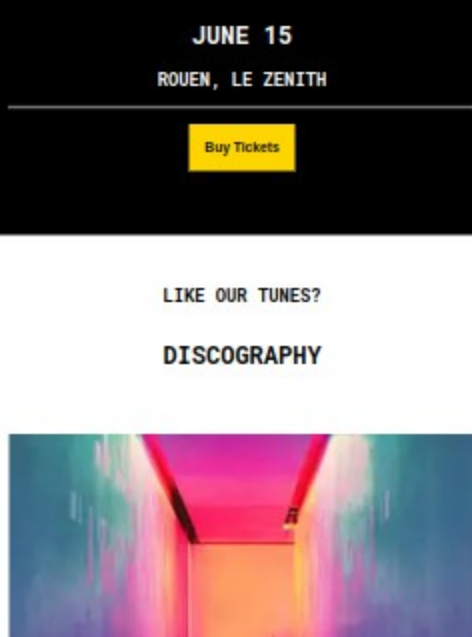 JUNE 15
ROUEN, LE ZENITH
Buy Tickets
LIKE OUR TUNES?
DISCOGRAPHY